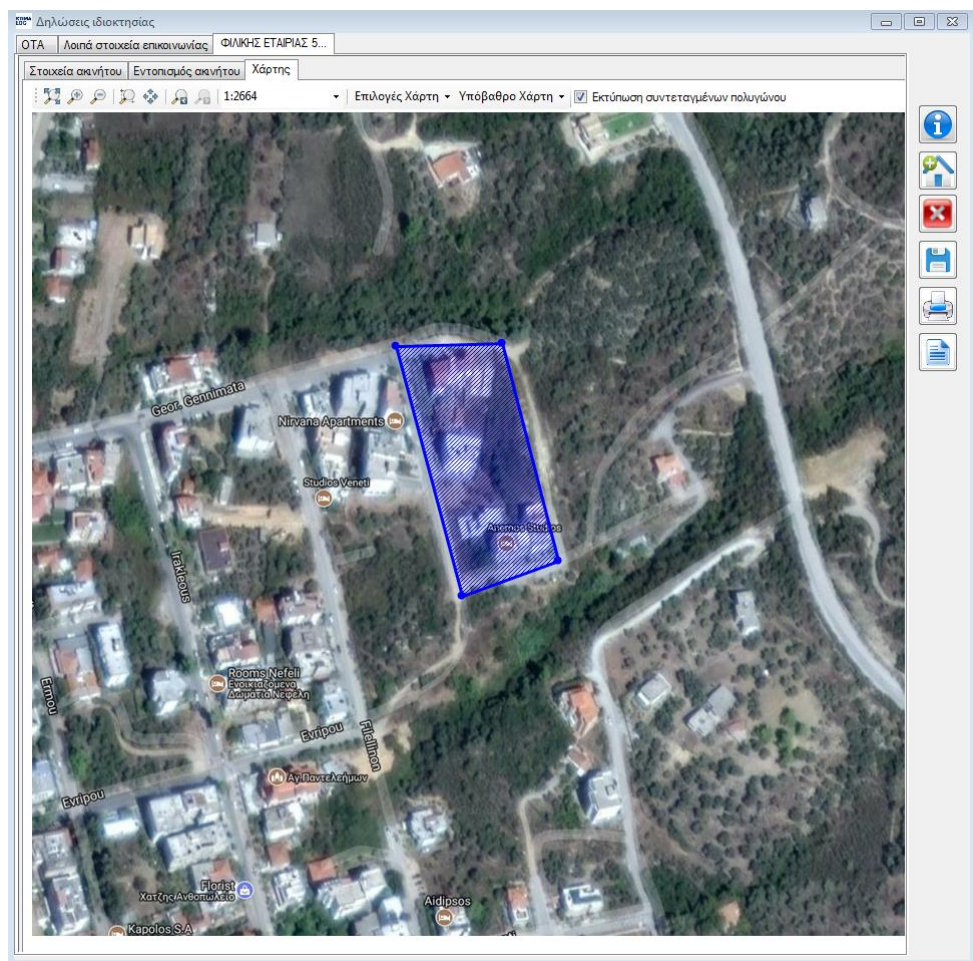 Δηλώσεις ιδιοκτησίας
ΟΤΑ Λοιπά στοιχεία επικοινωνίας ΦΙΛΙΚΗΣ ΕΤΑΙΡΙΑΣ 5...
Στοιχεία ακινήτου Εντοπισμός ακινήτου Χάρτης
1:2664 Επιλογές Χάρτη Υπόβαθρο Χάρτη Εκτύπωση συντεταγμένων πολυγώνου
Geor. Gennimata
Nirvana Apartments
Studios Veneti
Anemos Studios
Irakleous
Rooms Nefeli
Ενοικιαζόμενα
Δωμάτια Νεφέλη
Ermou
Evripou
Filellinon
Αγ.Παντελεήμων
Evripou
Florist
Χατζης Ανθοπωλείο
Aidipsos
Kapolos S.A